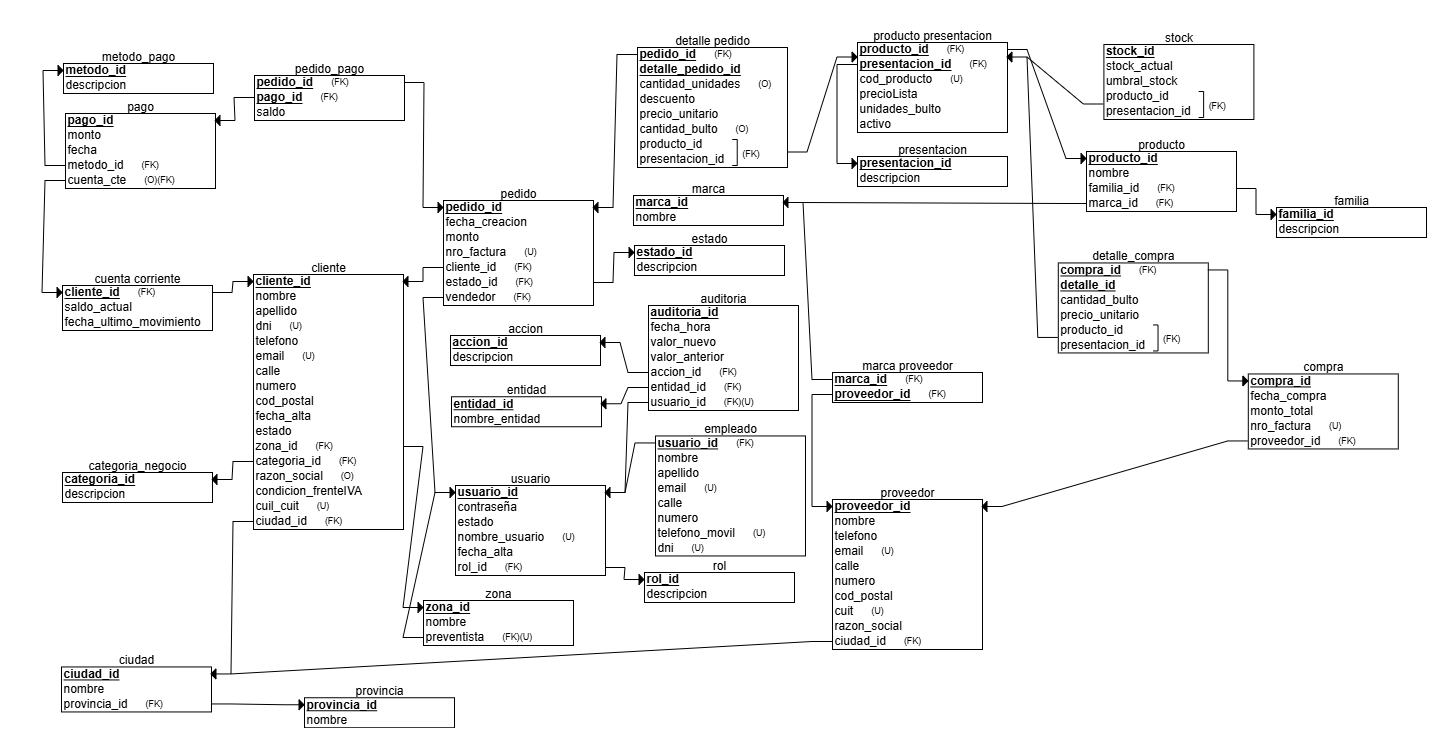 metodo_pago
metodo_id
descripcion
pago
pago_id
monto
fecha
metodo_id (FK)
cuenta_cte (O)(FK)
pedido_pago
pedido_id (FK)
pago_id (FK)
saldo
detalle pedido
pedido_id (FK)
detalle_pedido_id
cantidad_unidades (O)
descuento
precio_unitario
cantidad_bulto (O)
producto_id
presentacion_id
(FK)
producto presentacion
producto_id (FK)
presentacion_id (FK)
cod_producto (U)
precioLista
unidades_bulto
activo
stock
stock_id
stock_actual
umbral_stock
producto_id
presentacion_id
(FK)
presentacion
presentacion_id
descripcion
producto
producto_id
nombre
familia_id (FK)
marca_id (FK)
familia
familia_id
descripcion
marca
marca_id
nombre
pedido
pedido_id
fecha_creacion
monto
nro_factura (U)
cliente_id (FK)
estado_id (FK)
vendedor (FK)
estado
estado_id
descripcion
cuenta corriente
cliente_id (FK)
saldo_actual
fecha_ultimo_movimiento
cliente
cliente_id
nombre
apellido
dni (U)
telefono
email (U)
calle
numero
cod_postal
fecha_alta
estado
zona_id (FK)
categoria_id (FK)
razon_social (O)
condicion_frenteIVA
cuil_cuit (U)
ciudad_id (FK)
detalle_compra
compra_id (FK)
detalle_id
cantidad_bulto
precio_unitario
producto_id
presentacion_id
(FK)
auditoria
auditoria_id
fecha_hora
valor_nuevo
valor_anterior
accion_id (FK)
entidad_id (FK)
usuario_id (FK)(U)
accion
accion_id
descripcion
entidad
entidad_id
nombre_entidad
marca proveedor
marca_id (FK)
proveedor_id (FK)
compra
compra_id
fecha_compra
monto_total
nro_factura (U)
proveedor_id (FK)
empleado
usuario_id (FK)
nombre
apellido
email (U)
calle
numero
telefono_movil (U)
dni (U)
categoria_negocio
categoria_id
descripcion
usuario
usuario_id
contraseña
estado
nombre_usuario (U)
fecha_alta
rol_id (FK)
proveedor
proveedor_id
nombre
telefono
email (U)
calle
numero
cod_postal
cuit (U)
razon_social
ciudad_id (FK)
rol
rol_id
descripcion
zona
zona_id
nombre
preventista (FK)(U)
ciudad
ciudad_id
nombre
provincia_id (FK)
provincia
provincia_id
nombre